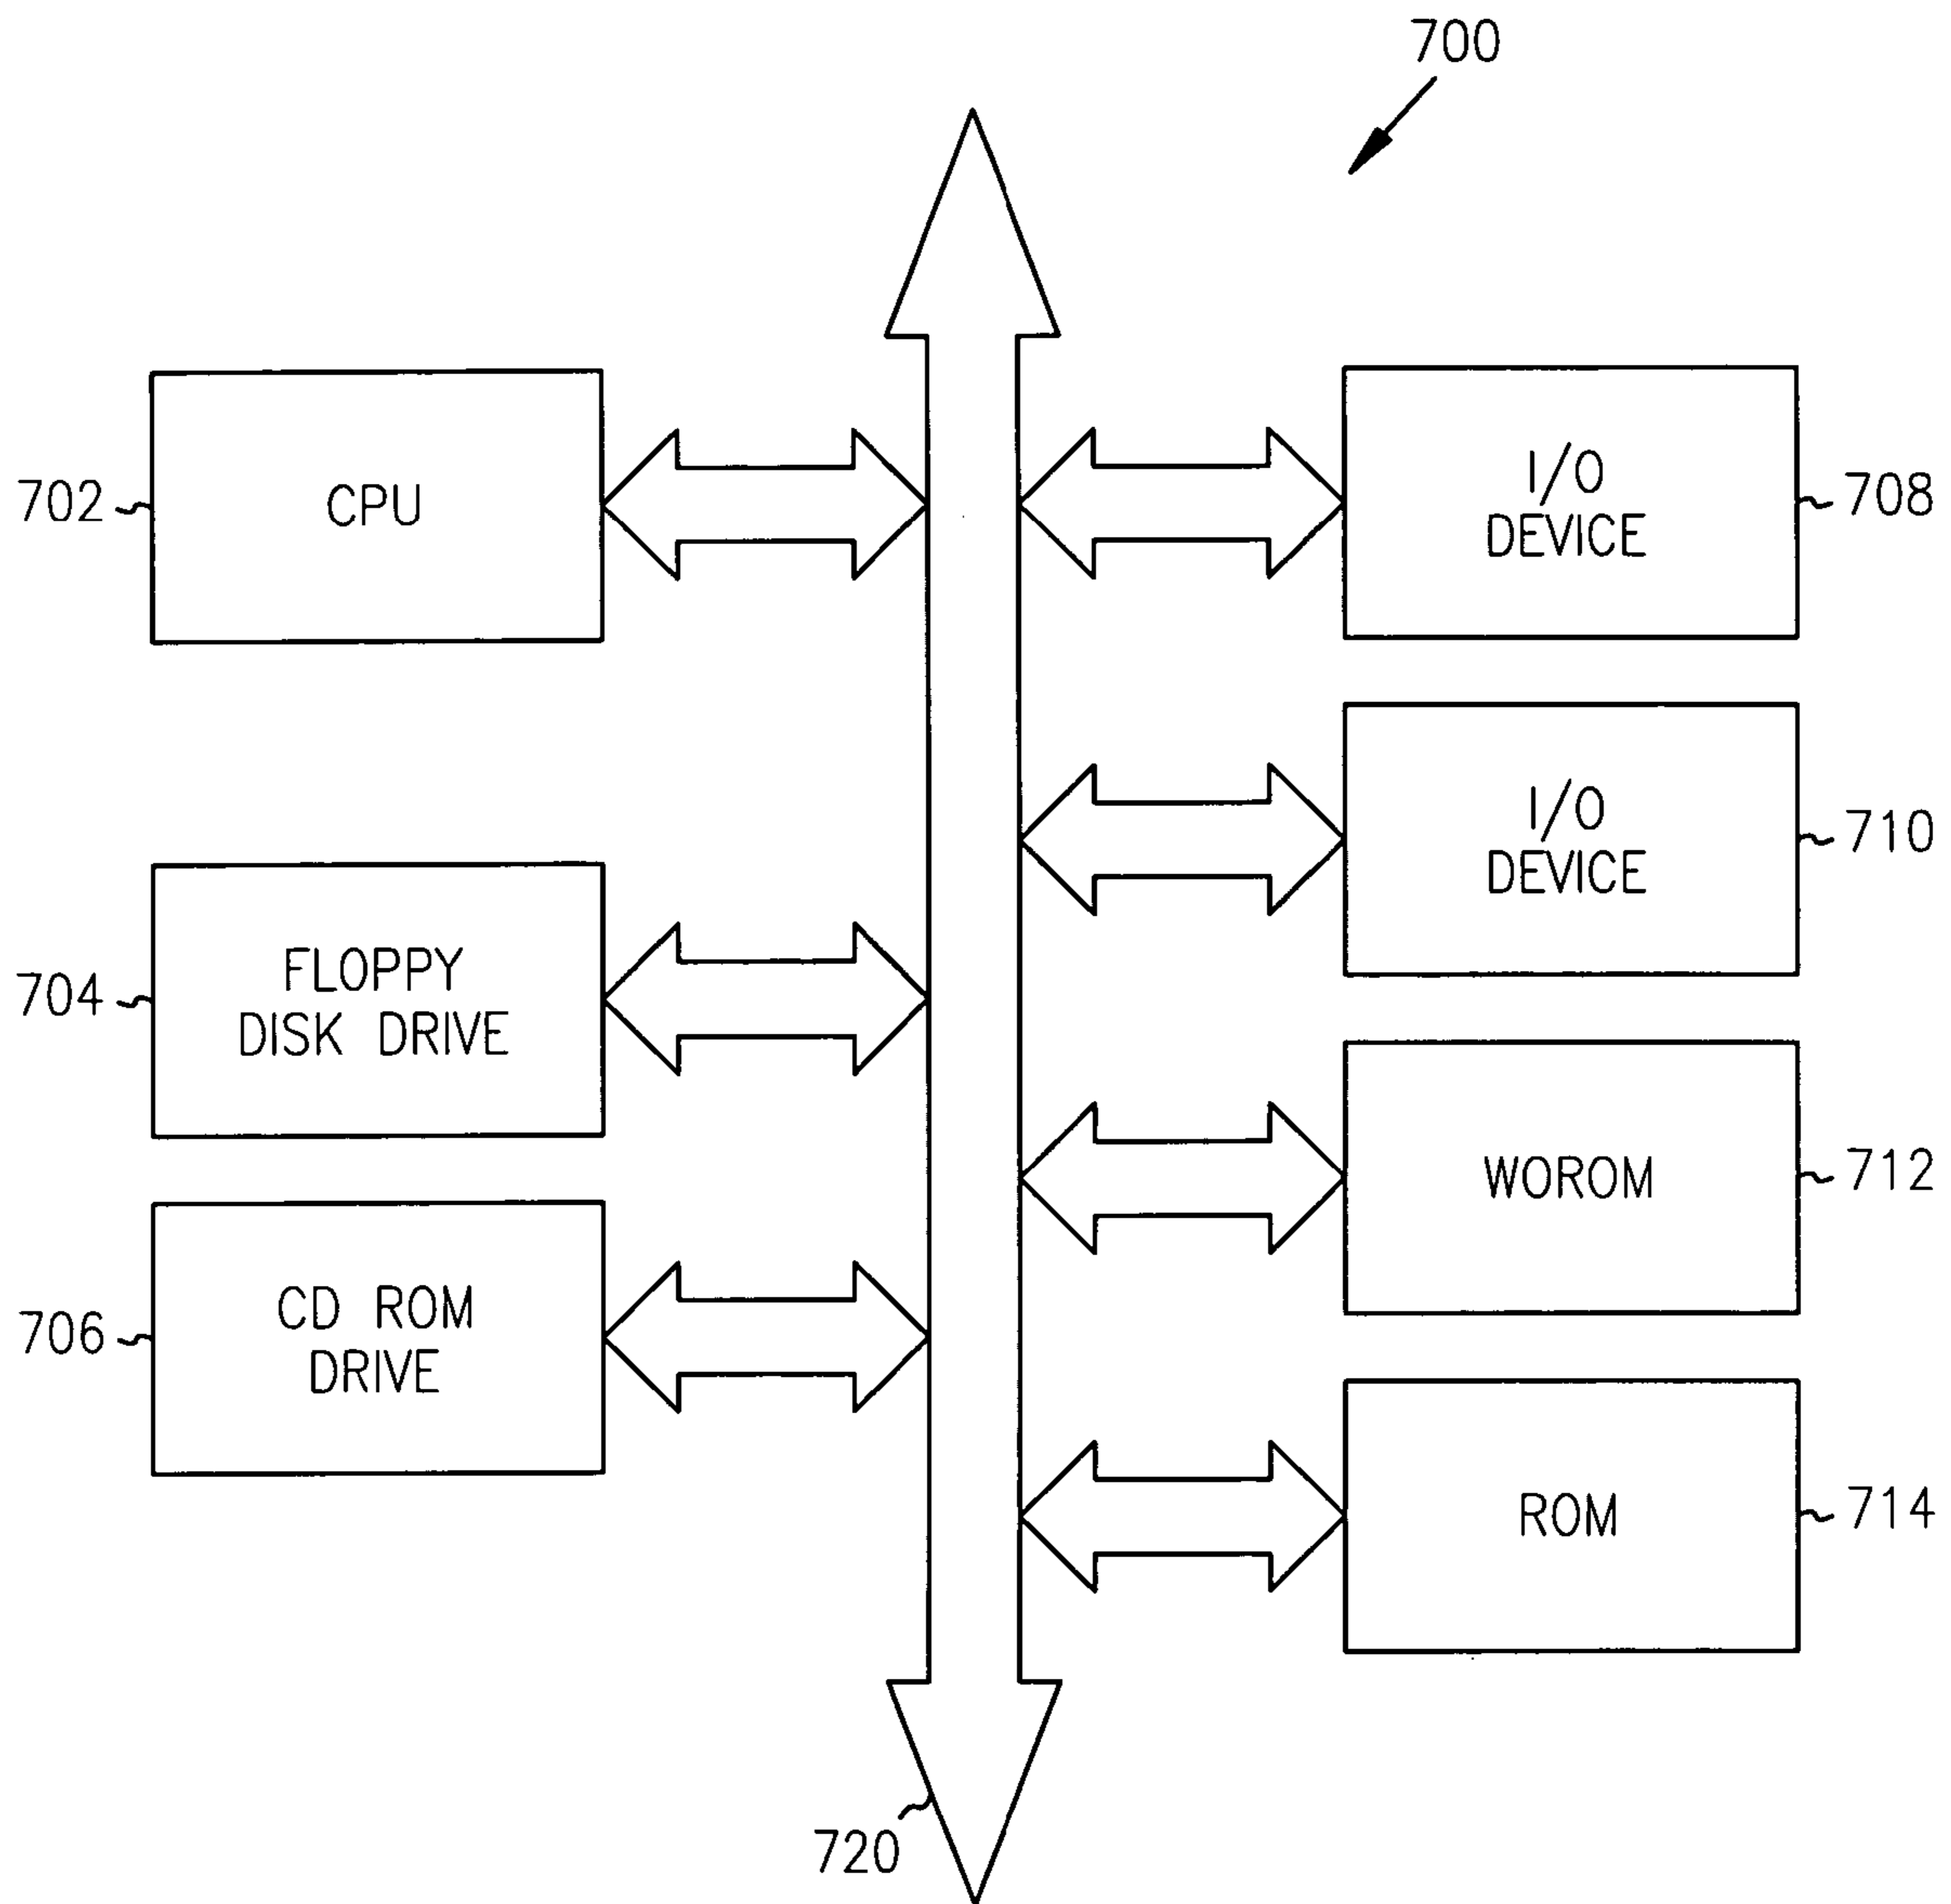 700
702
CPU
I/O
DEVICE
708
I/O
DEVICE
710
704
FLOPPY
DISK DRIVE
WOROM
712
706
CD ROM
DRIVE
ROM
714
720